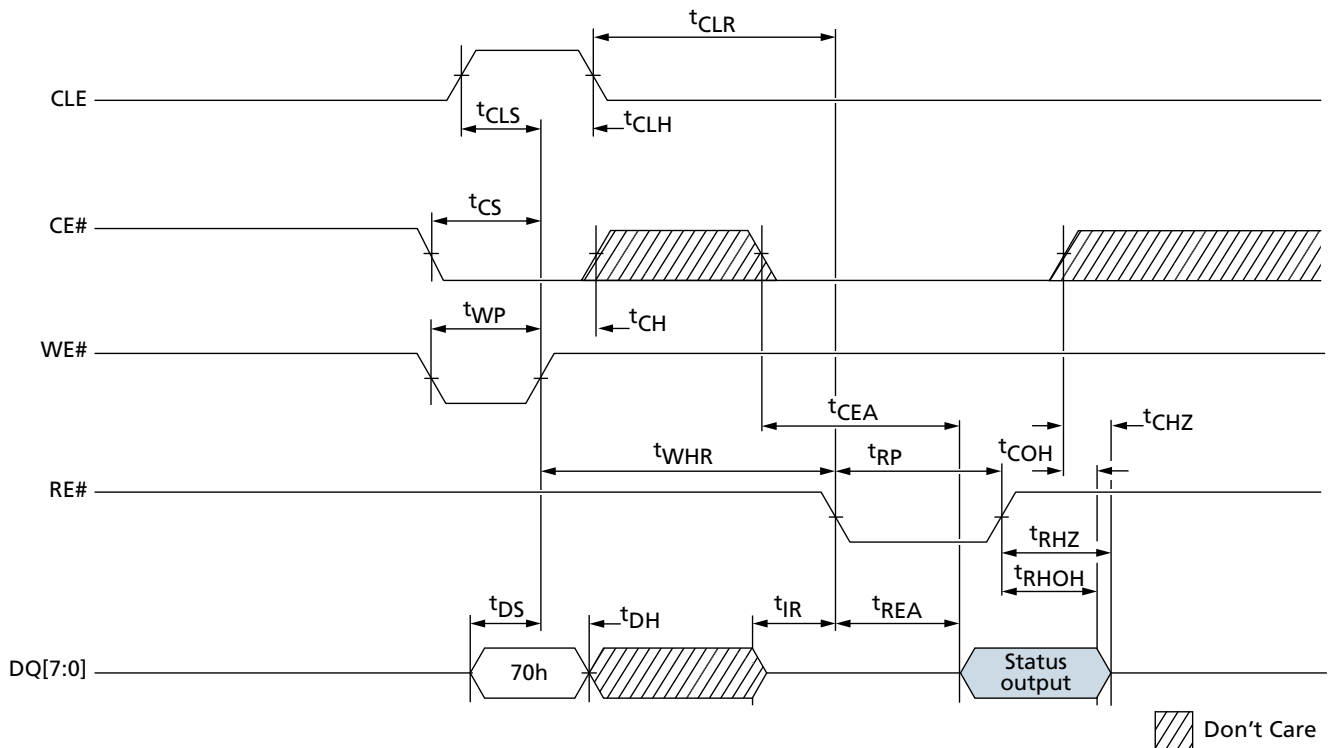 tCLR
CLE
tCLS
tCLH
tCS
CE#
tWP
tCH
WE#
tCEA
tCHZ
tWHR
tRP
tCOH
RE#
tRHZ
tRHOH
tDS
tDH
tIR
tREA
DQ[7:0]
70h
Status
output
Don't Care